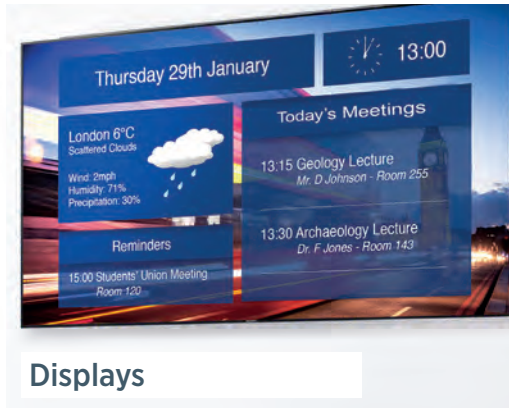 Thursday 29th January
13:00
London 6°C
Scattered Clouds
Wind: 2mph
Humidity: 71%
Precipitation: 30%
Reminders
15:00 Students' Union Meeting
Room 120
Today's Meetings
13:15 Geology Lecture
Mr. D Johnson - Room 255
13:30 Archaeology Lecture
Dr. F Jones - Room 143
Displays